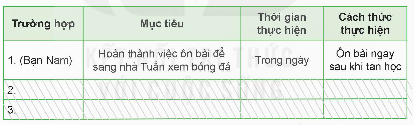 Trường hợp
Mục tiêu
Thời gian
thực hiện
Cách thức
thực hiện
1. (Bạn Nam)
Hoàn thành việc ôn bài để
sang nhà Tuấn xem bóng đá
Trong ngày
Ôn bài ngay
sau khi tan học
2.
3.